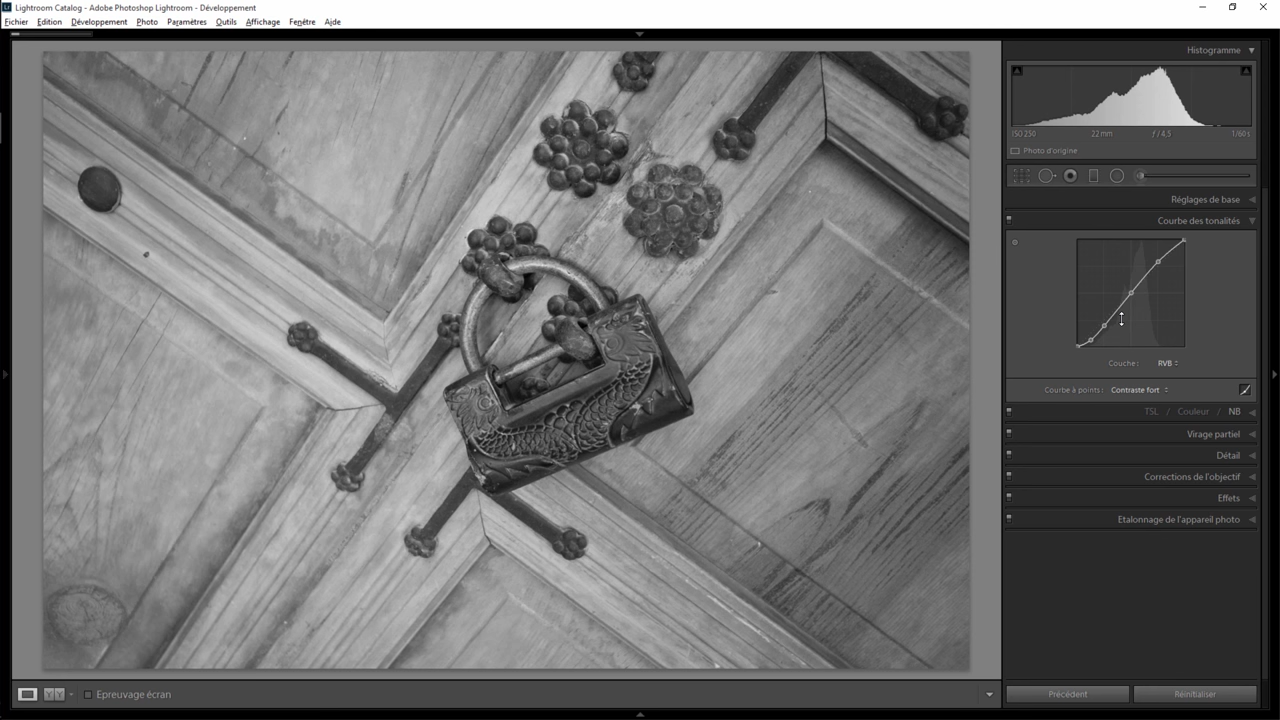 Lightroom Catalog - Adobe Photoshop Lightroom - Développement
Fichier Edition Développement Photo Paramètres Outils Affichage Fenêtre Aide
Histogramme
ISO 250 22 mm ƒ / 4,5 1/60 s
Photo d'origine
Réglages de base
Courbe des tonalités
Couche : RVB
Courbe à points : Contraste fort
TSL / Couleur / NB
Virage partiel
Détail
Corrections de l'objectif
Effets
Etalonnage de l'appareil photo
Epreuvage écran
Précédent Réinitialiser